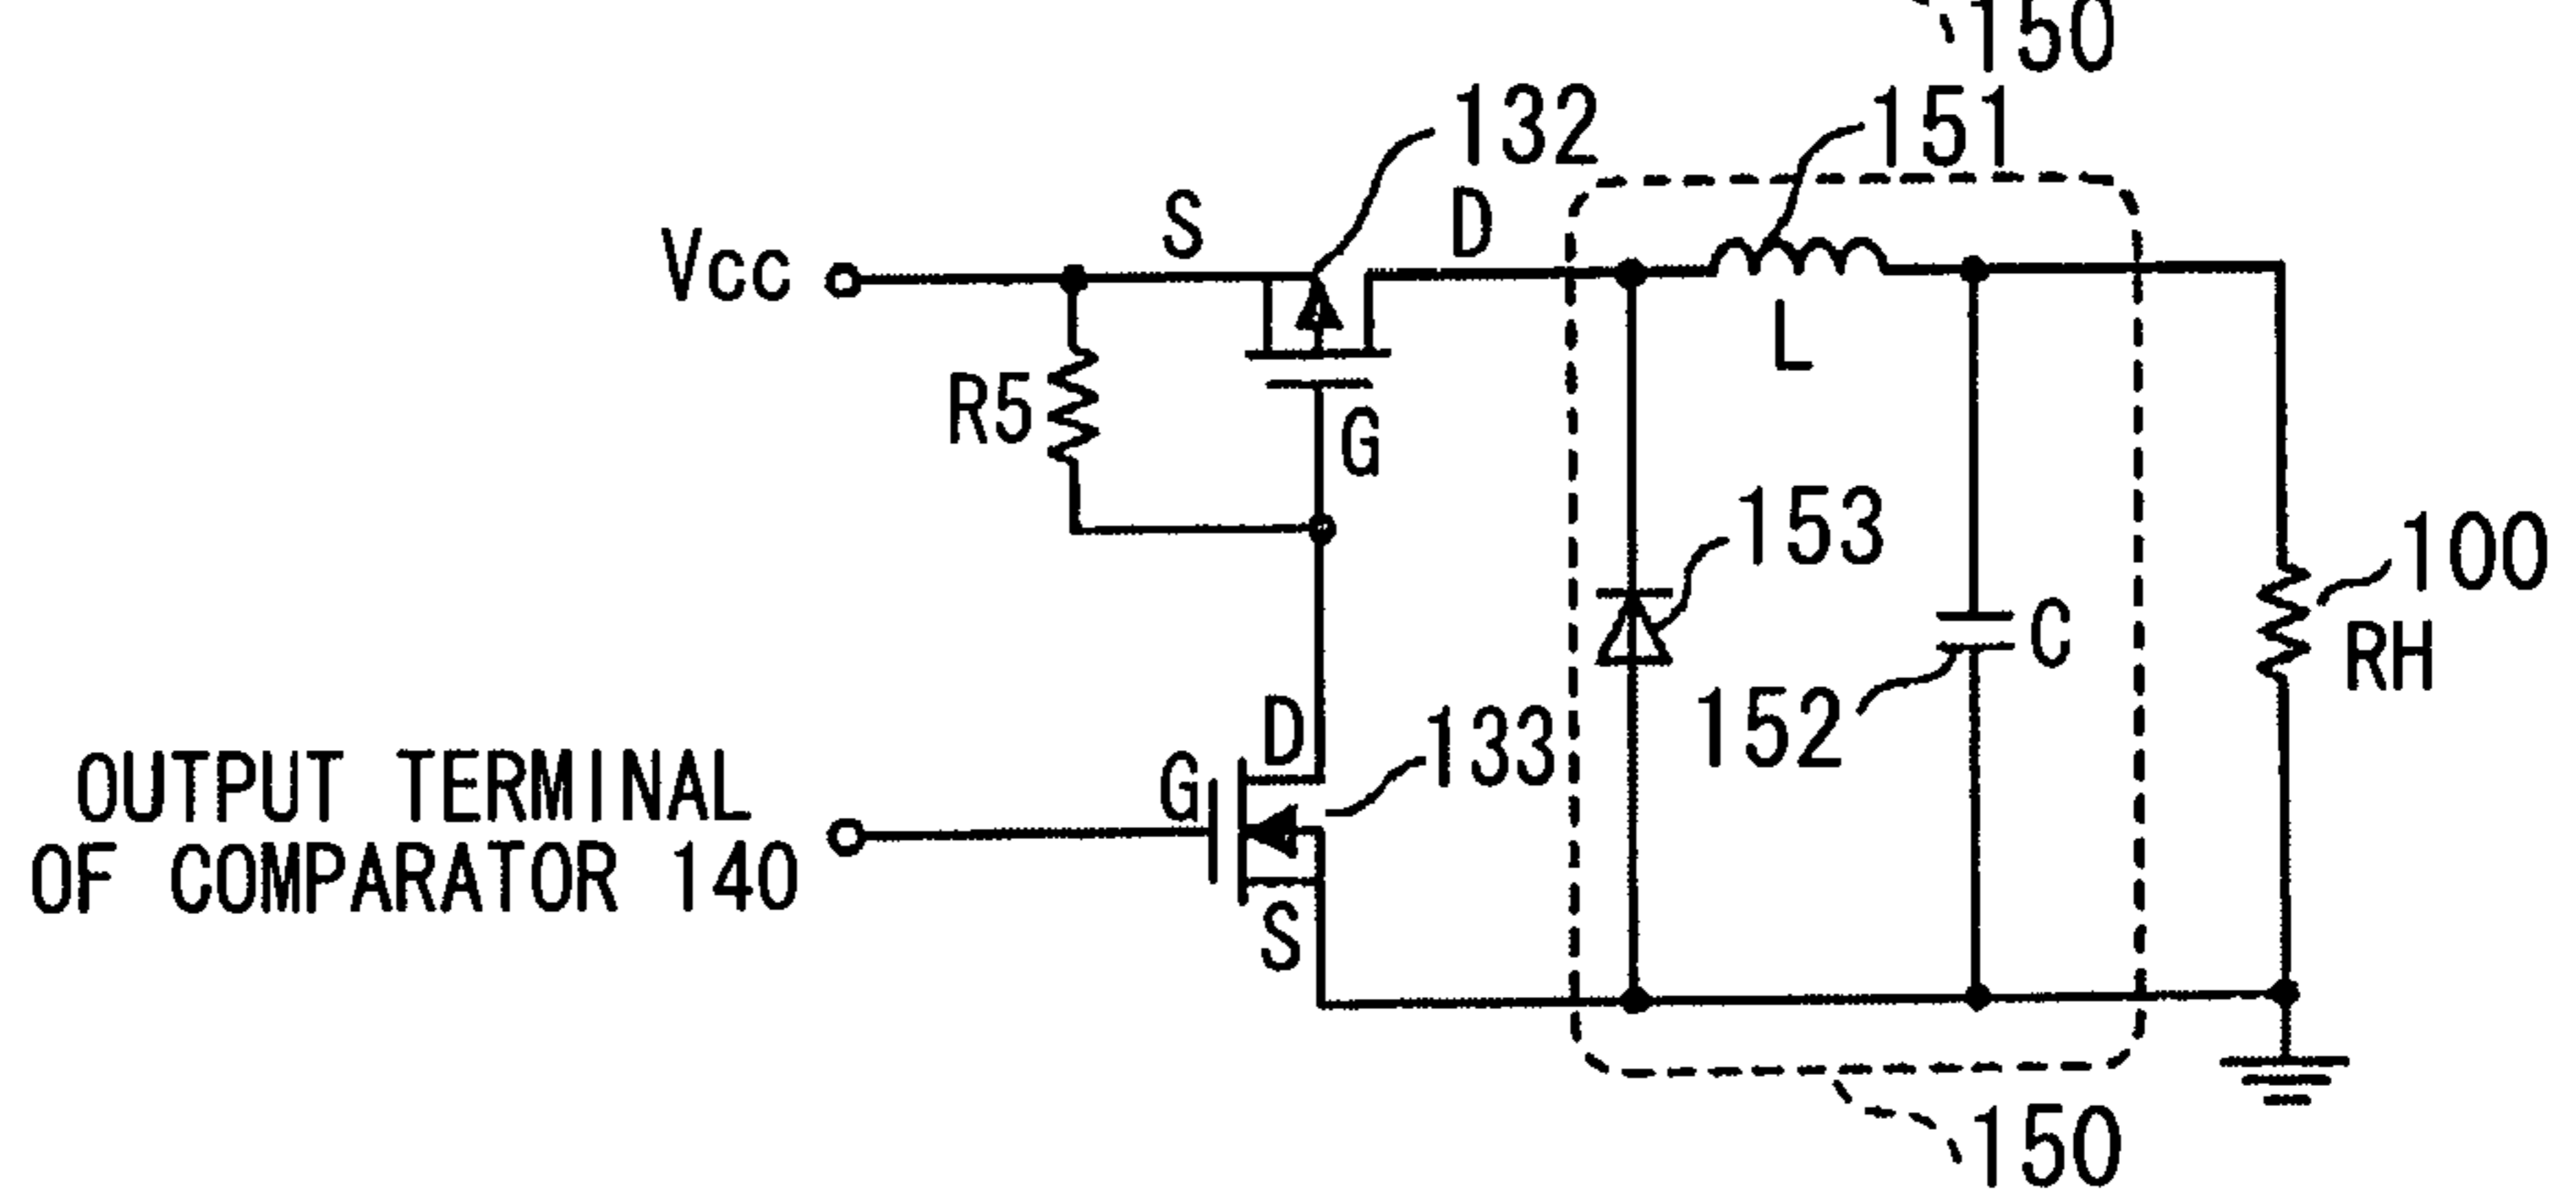 150
132
151
S
D
Vcc
L
R5
G
153
100
C
RH
152
D
133
G
OUTPUT TERMINAL
OF COMPARATOR 140
S
150